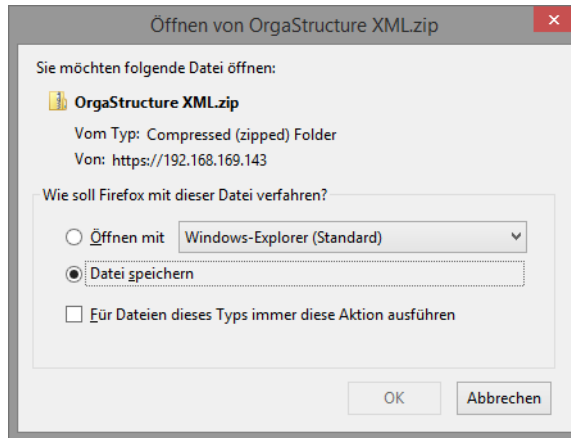 Öffnen von OrgaStructure XML.zip
Sie möchten folgende Datei öffnen:
OrgaStructure XML.zip
Vom Typ: Compressed (zipped) Folder
Von: https://192.168.169.143
Wie soll Firefox mit dieser Datei verfahren?
Öffnen mit Windows-Explorer (Standard)
Datei speichern
Für Dateien dieses Typs immer diese Aktion ausführen
OK Abbrechen